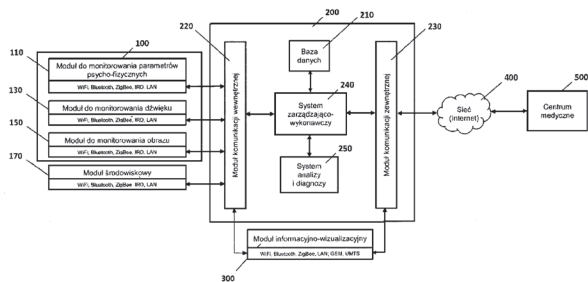 200
220
210
230
100
110
Moduł do monitorowania parametrów
psycho-fizycznych
WiFi, Bluetooth, ZigBee, IRD, LAN
130
Moduł do monitorowania dźwięku
WiFi, Bluetooth, ZigBee, IRD, LAN
150
Moduł do monitorowania obrazu
WiFi, Bluetooth, ZigBee, IRD, LAN
170
Moduł środowiskowy
WiFi, Bluetooth, ZigBee, IRD, LAN
Moduł komunikacji wewnętrznej
Baza
danych
240
System
zarządzająco-
wykonawczy
250
System
analizy
i diagnozy
Moduł komunikacji zewnętrznej
400
Sieć
(internet)
500
Centrum
medyczne
Moduł informacyjno-wizualizacyjny
WiFi, Bluetooth, ZigBee, LAN, GSM, UMTS
300